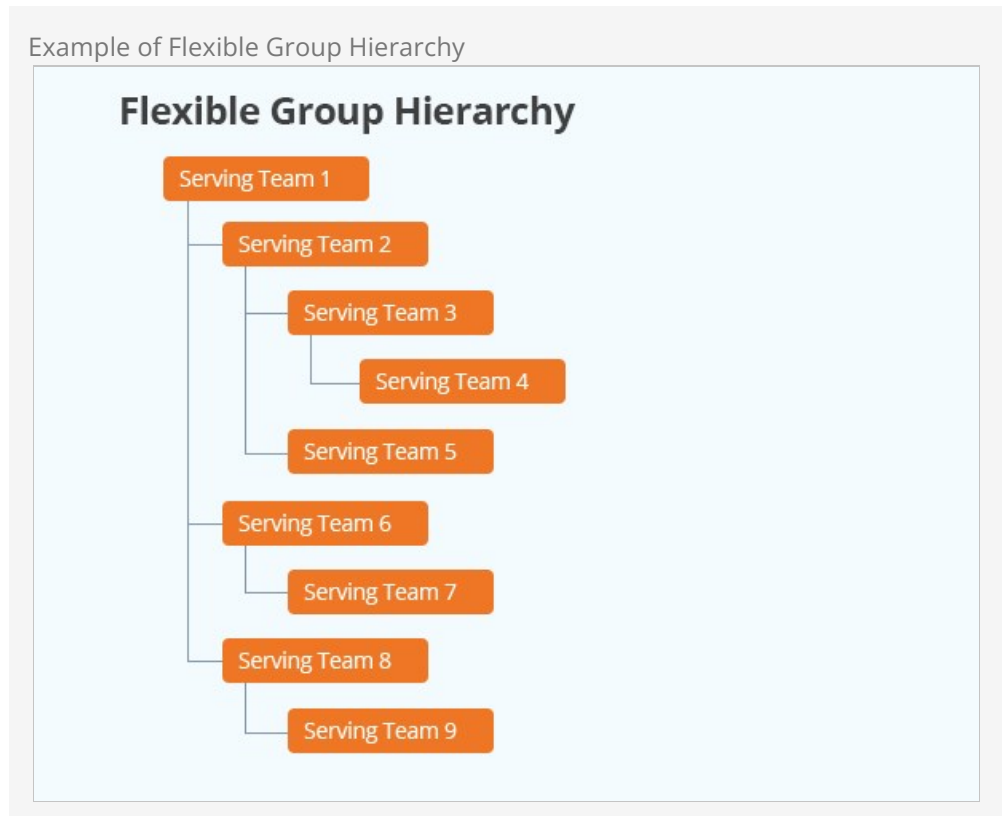 Example of Flexible Group Hierarchy
Flexible Group Hierarchy
Serving Team 1
Serving Team 2
Serving Team 3
Serving Team 4
Serving Team 5
Serving Team 6
Serving Team 7
Serving Team 8
Serving Team 9